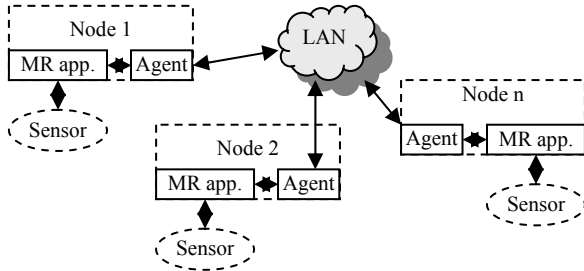 Node 1
MR app.
Agent
Sensor
LAN
Node 2
MR app.
Agent
Sensor
Node n
Agent
MR app.
Sensor